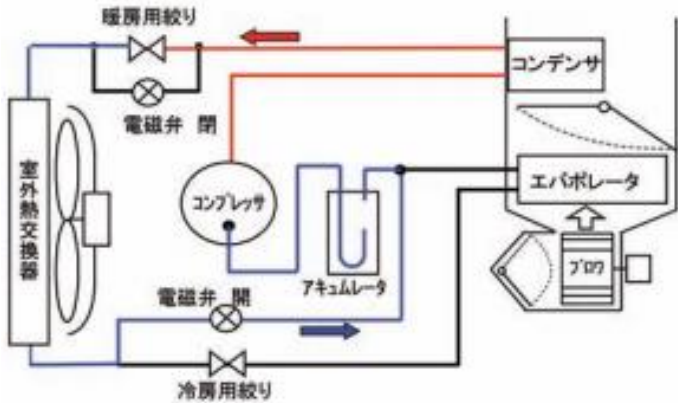 暖房用絞り
コンデンサ
電磁弁 閉
室外熱交換器
コンプレッサ
エバポレータ
アキュムレータ
ブロワ
電磁弁 開
冷房用絞り